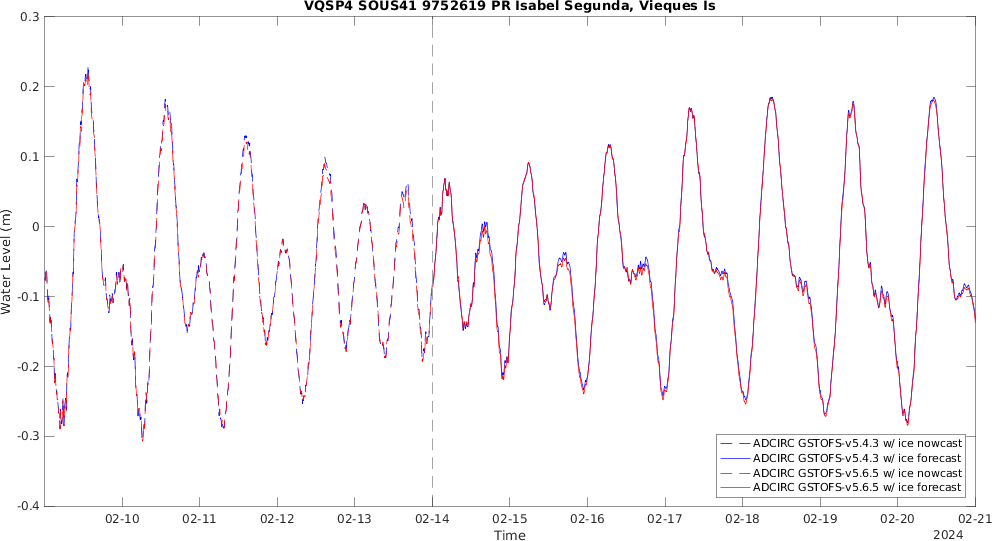 VQSP4 SOUS41 9752619 PR Isabel Segunda, Vieques Is
0.3
0.2
0.1
0
-0.1
-0.2
-0.3
-0.4
Water Level (m)
ADCIRC GSTOFS-v5.4.3 w/ ice nowcast
ADCIRC GSTOFS-v5.4.3 w/ ice forecast
ADCIRC GSTOFS-v5.6.5 w/ ice nowcast
ADCIRC GSTOFS-v5.6.5 w/ ice forecast
02-10 02-11 02-12 02-13 02-14 02-15 02-16 02-17 02-18 02-19 02-20 02-21
Time
2024